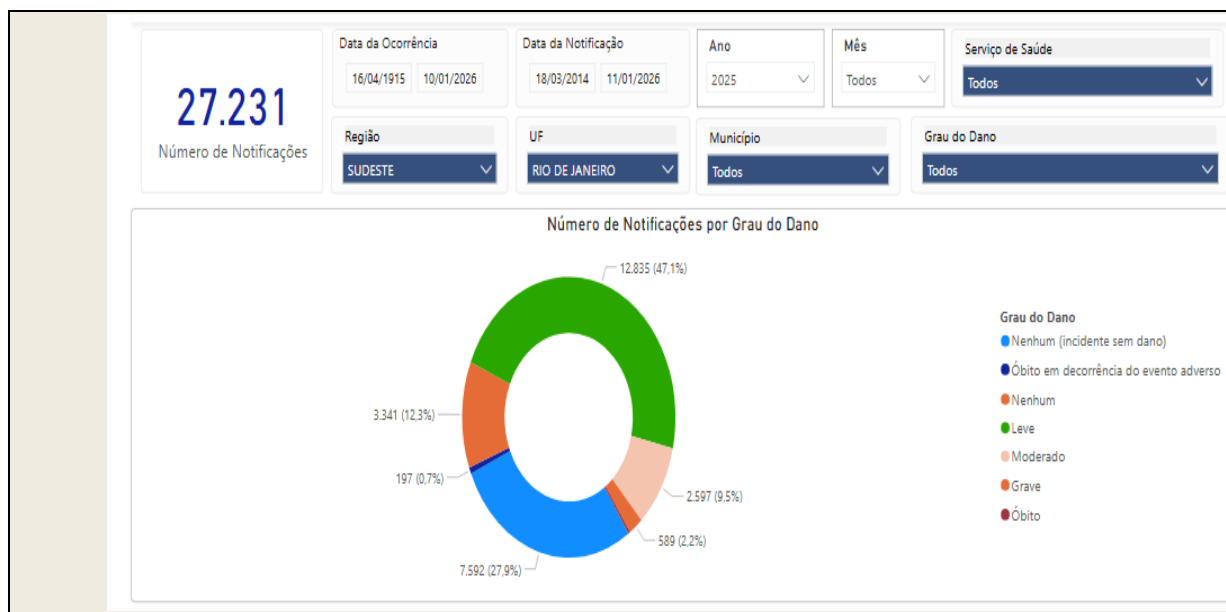 27.231
Número de Notificações
Data da Ocorrência
16/04/1915 10/01/2026
Data da Notificação
18/03/2014 11/01/2026
Ano
2025
Mês
Todos
Serviço de Saúde
Todos
Região
SUDESTE
UF
RIO DE JANEIRO
Município
Todos
Grau do Dano
Todos
Número de Notificações por Grau do Dano
12.835 (47,1%)
3.341 (12,3%)
197 (0,7%)
7.592 (27,9%)
589 (2,2%)
2.597 (9,5%)
Grau do Dano
Nenhum (incidente sem dano)
Óbito em decorrência do evento adverso
Nenhum
Leve
Moderado
Grave
Óbito